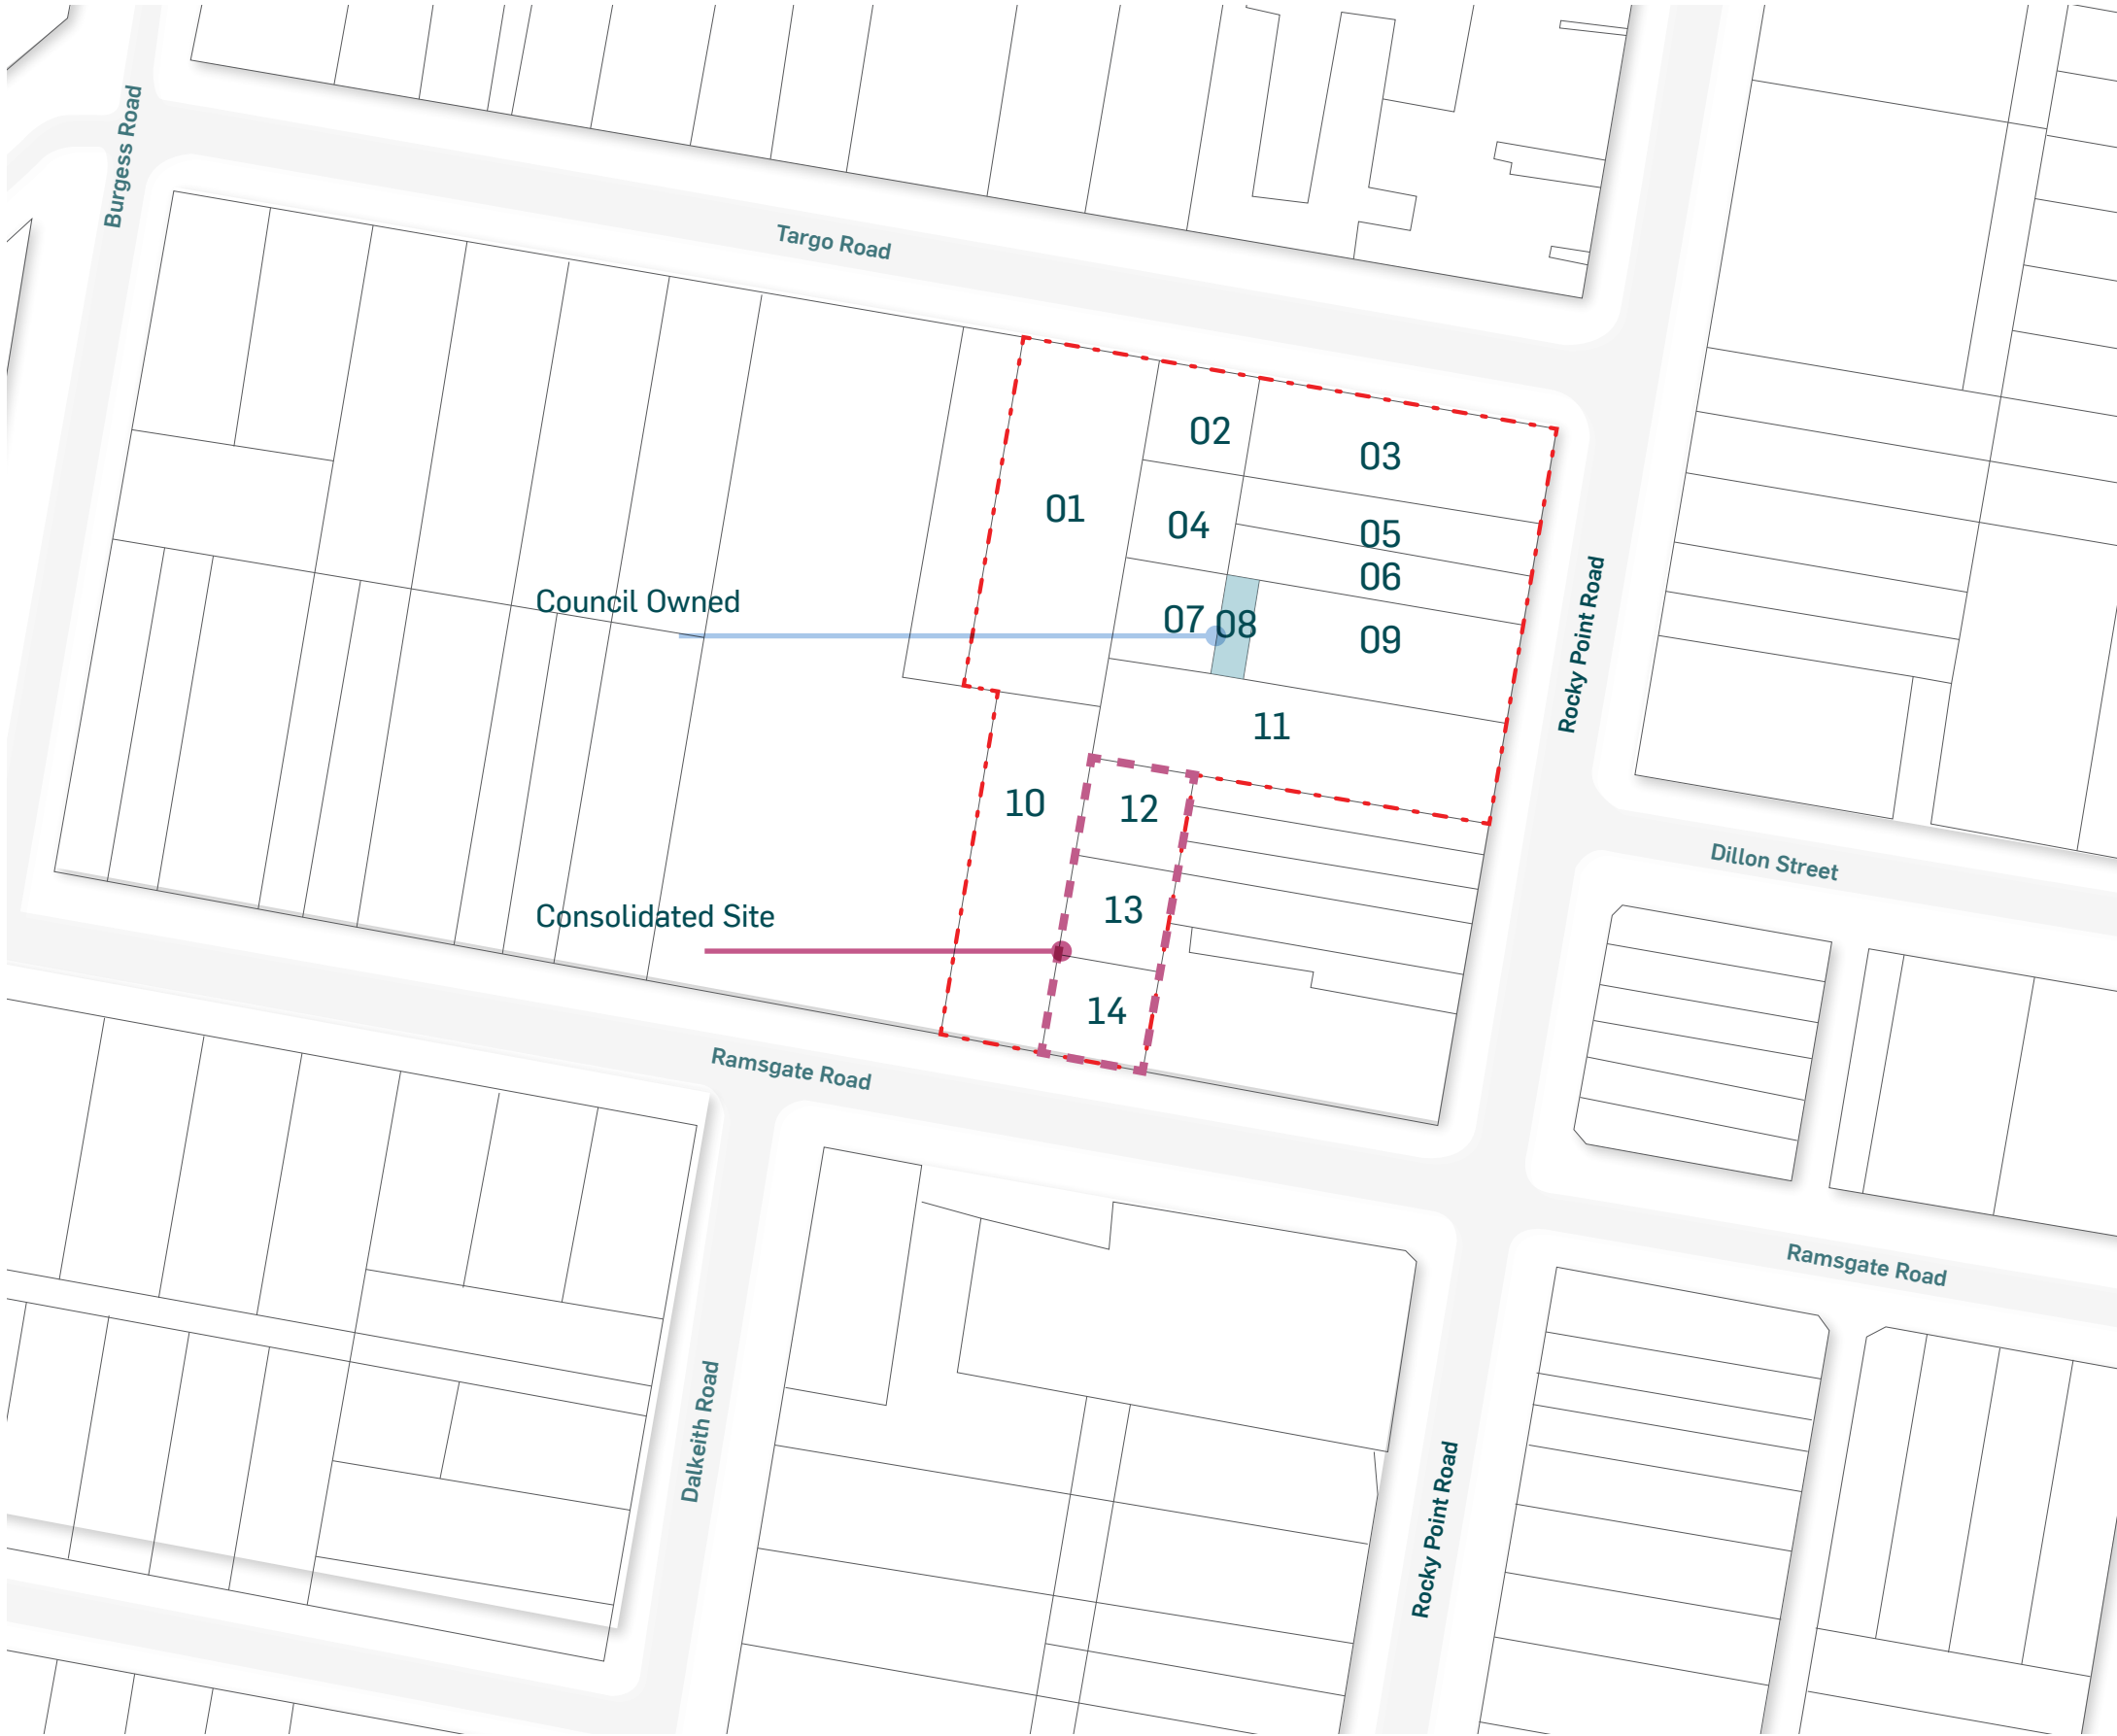 Burgess Road
Targo Road
02
03
01
04
05
06
Council Owned
07
08
09
Rocky Point Road
11
10
12
Dillon Street
Consolidated Site
13
14
Ramsgate Road
Ramsgate Road
Dalkeith Road
Rocky Point Road